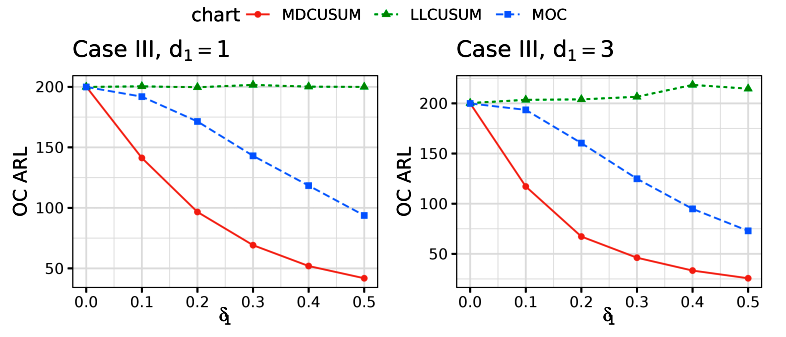 chart MDCUSUM LLCUSUM MOC
Case III, d₁ = 1
OC ARL
200
150
100
50
0.0 0.1 0.2 0.3 0.4 0.5
δ₁
Case III, d₁ = 3
OC ARL
200
150
100
50
0.0 0.1 0.2 0.3 0.4 0.5
δ₁